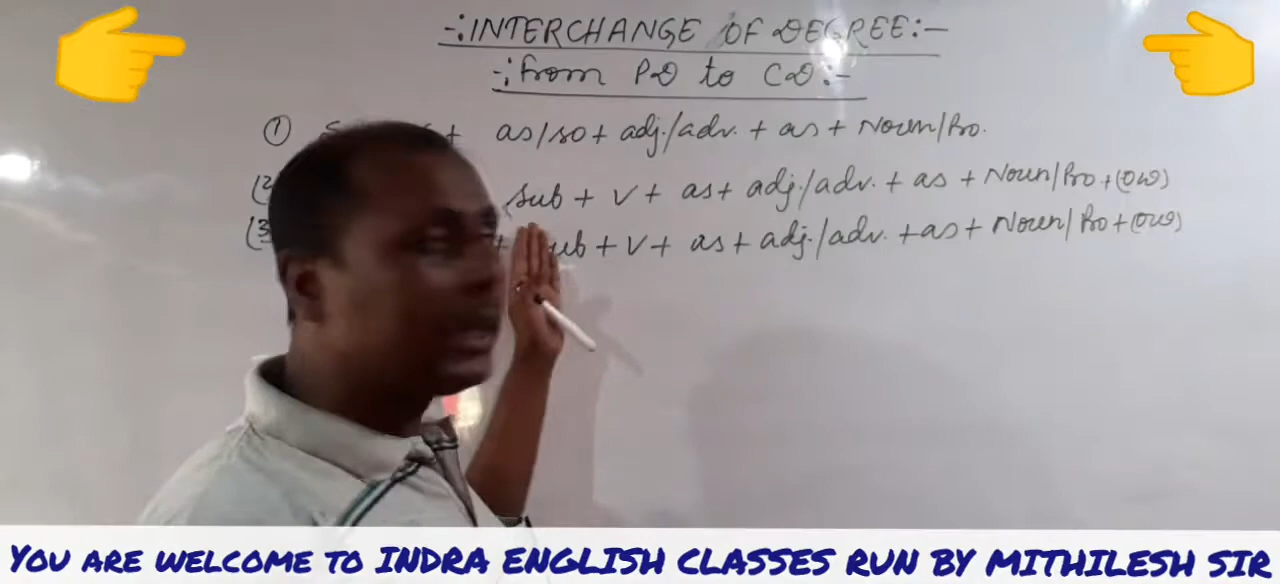 -:INTERCHANGE OF DEGREE:-
-:from PD to CD:-
① + as/so + adj./adv. + as + Noun/Pro.
(2 sub + V + as + adj./adv. + as + Noun/Pro + (OW)
(3 + sub + V + as + adj./adv. + as + Noun/Pro + (OW)
YOU ARE WELCOME TO INDRA ENGLISH CLASSES RUN BY MITHILESH SIR